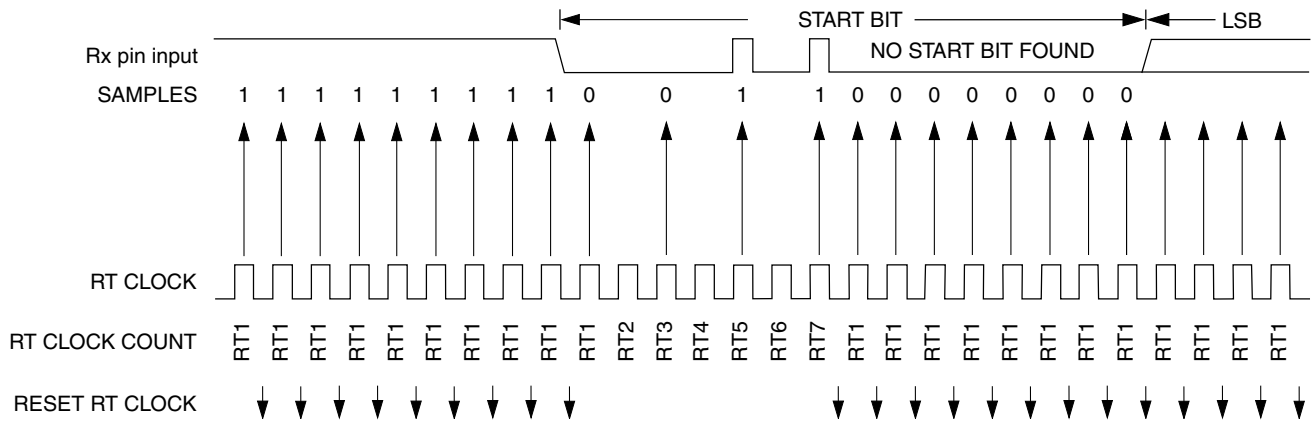 START BIT LSB
Rx pin input NO START BIT FOUND
SAMPLES 1 1 1 1 1 1 1 1 1 0 0 1 1 0 0 0 0 0 0 0 0
RT CLOCK
RT CLOCK COUNT RT1 RT1 RT1 RT1 RT1 RT1 RT1 RT1 RT1 RT1 RT2 RT3 RT4 RT5 RT6 RT7 RT1 RT1 RT1 RT1 RT1 RT1 RT1 RT1 RT1 RT1 RT1 RT1
RESET RT CLOCK